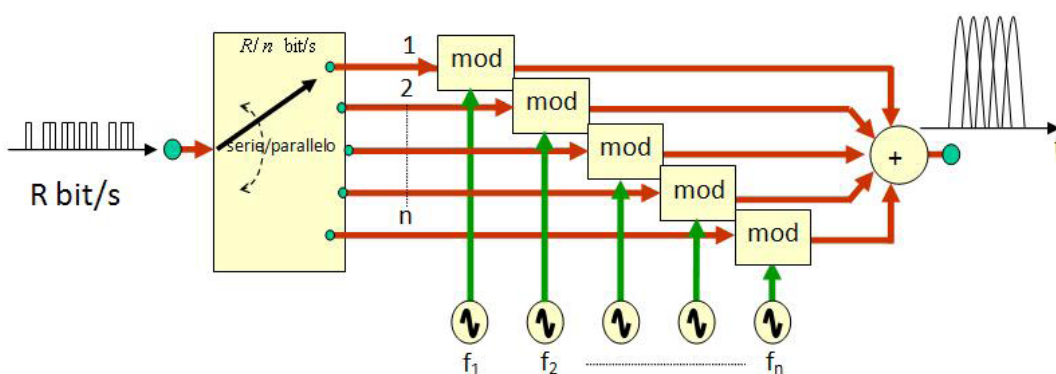 R/n bit/s
serie/parallelo
R bit/s
1
2
n
mod
mod
mod
mod
mod
+
f
f1
f2
fn